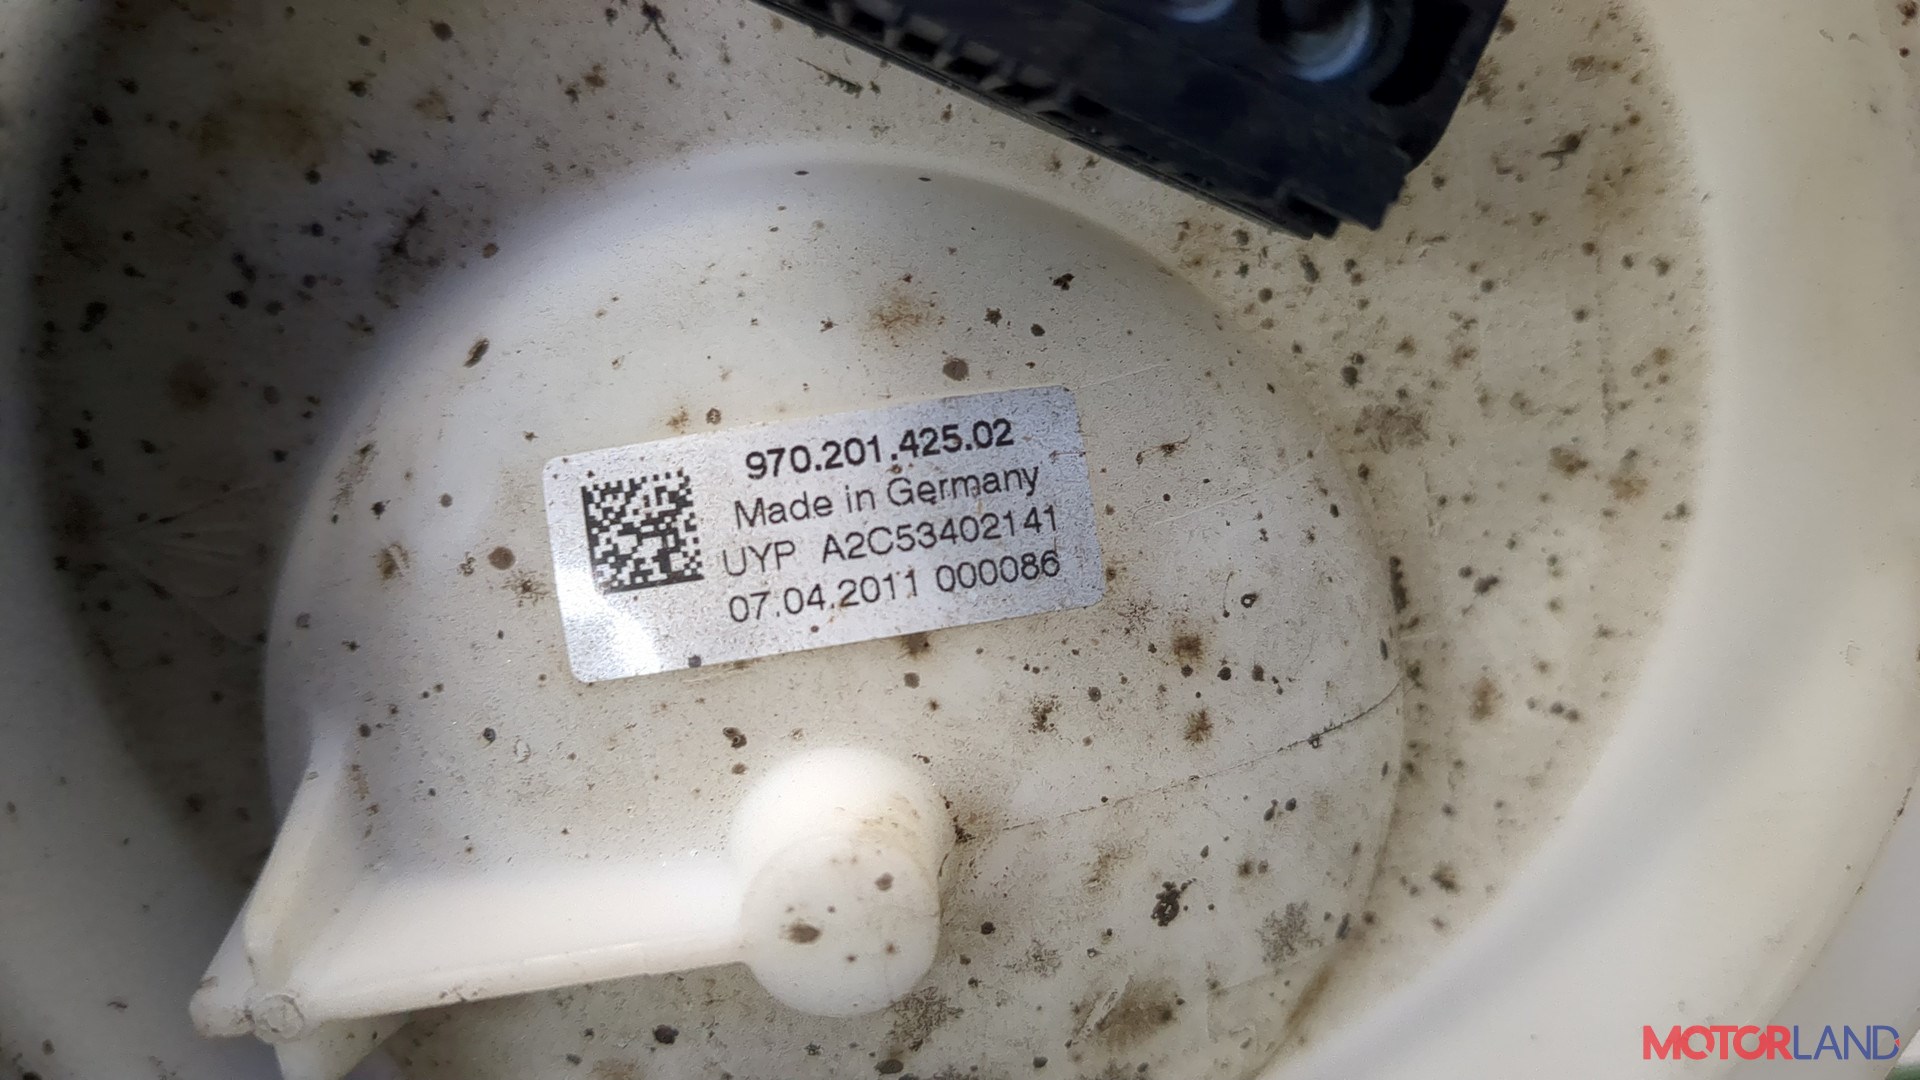 970.201.425.02
Made in Germany
UYP A2C53402141
07.04.2011 000086
MOTORLAND